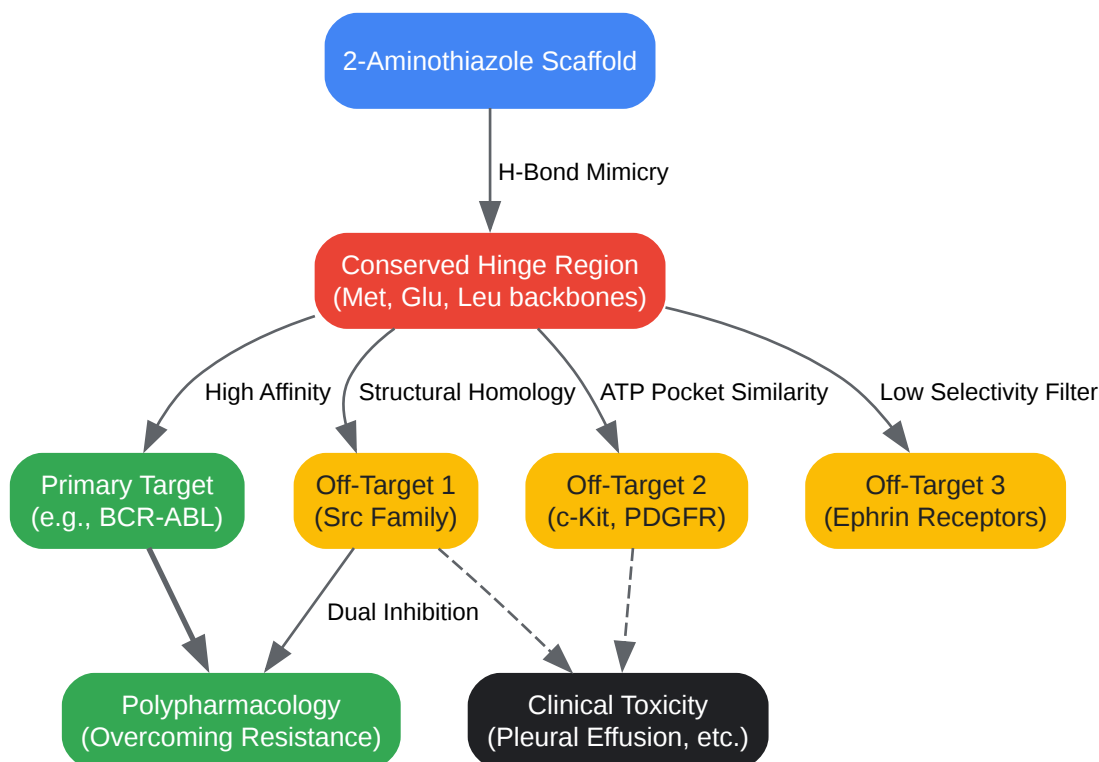 2-Aminothiazole Scaffold
H-Bond Mimicry
Conserved Hinge Region
(Met, Glu, Leu backbones)
High Affinity
Structural Homology
ATP Pocket Similarity
Low Selectivity Filter
Primary Target
(e.g., BCR-ABL)
Off-Target 1
(Src Family)
Off-Target 2
(c-Kit, PDGFR)
Off-Target 3
(Ephrin Receptors)
Dual Inhibition
Polypharmacology
(Overcoming Resistance)
Clinical Toxicity
(Pleural Effusion, etc.)